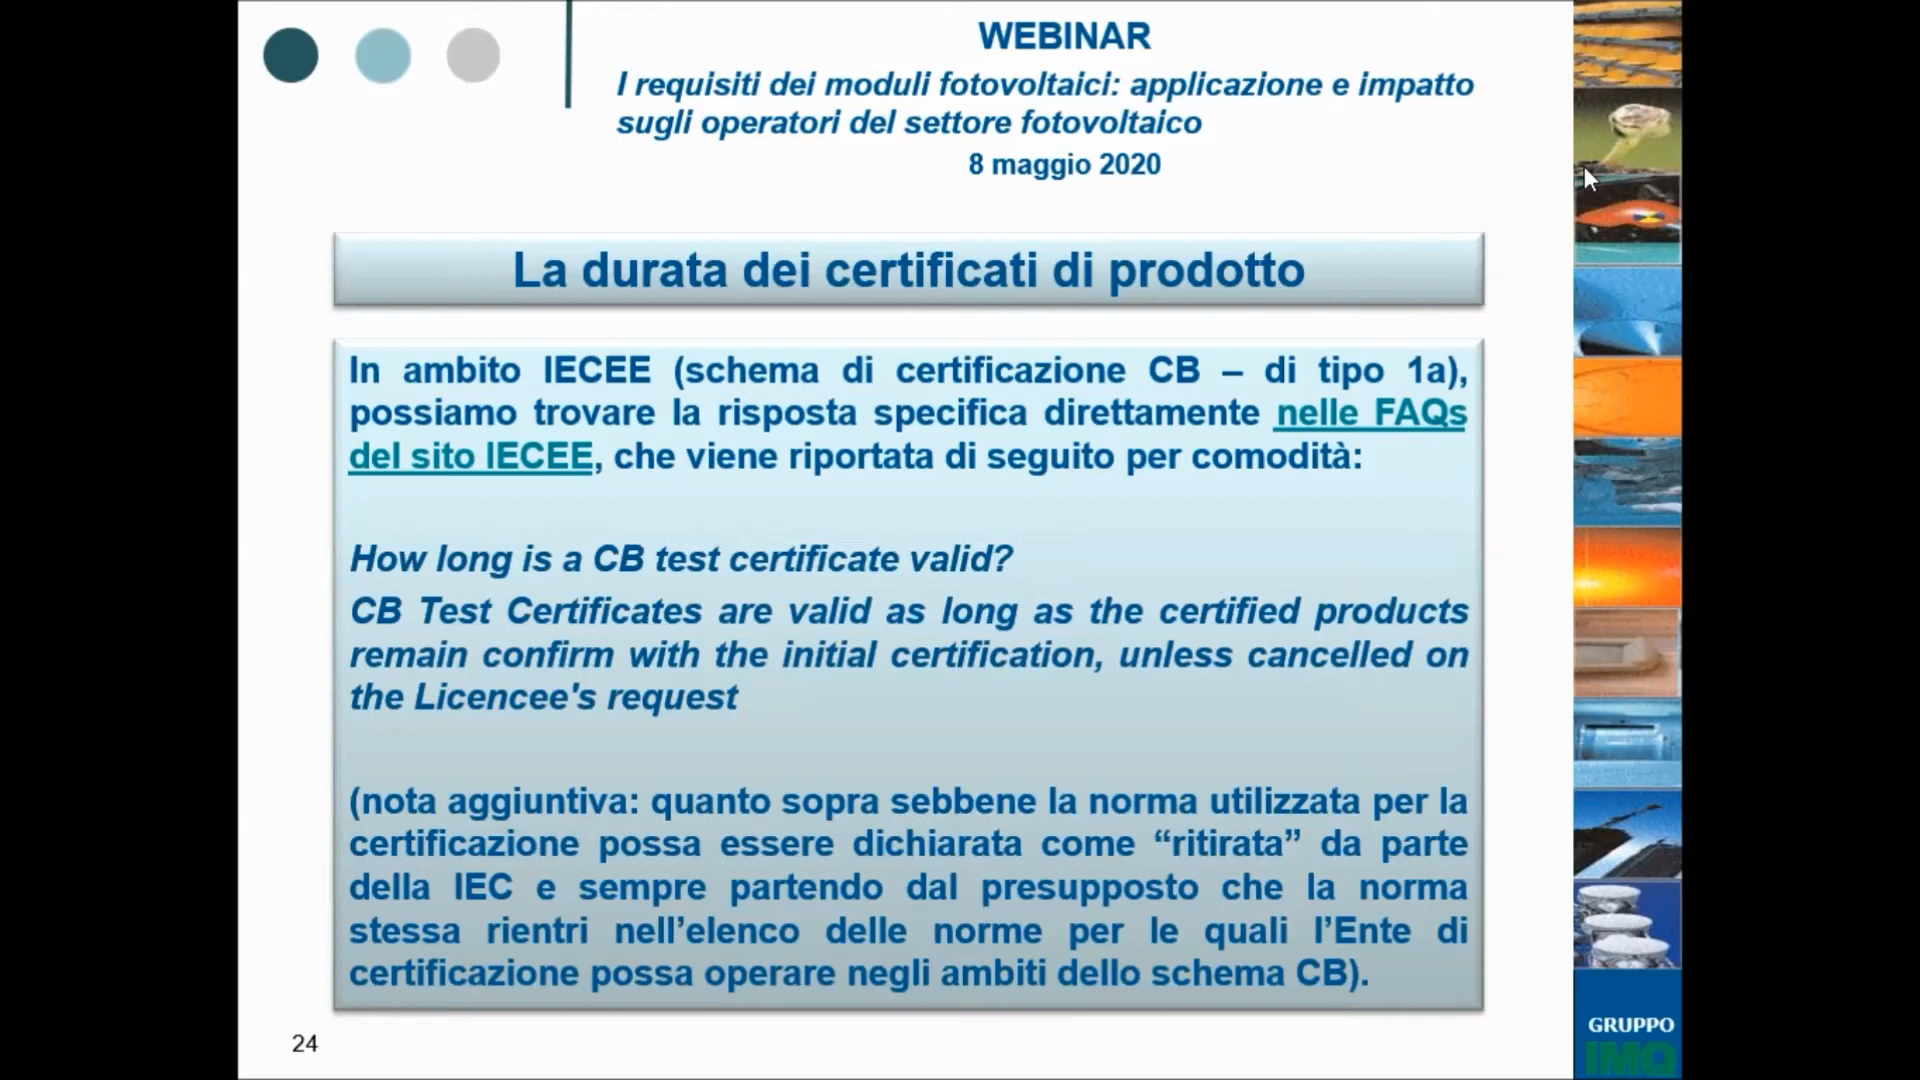 WEBINAR
I requisiti dei moduli fotovoltaici: applicazione e impatto
sugli operatori del settore fotovoltaico
8 maggio 2020
La durata dei certificati di prodotto
In ambito IECEE (schema di certificazione CB – di tipo 1a),
possiamo trovare la risposta specifica direttamente nelle FAQs
del sito IECEE, che viene riportata di seguito per comodità:
How long is a CB test certificate valid?
CB Test Certificates are valid as long as the certified products
remain confirm with the initial certification, unless cancelled on
the Licencee's request
(nota aggiuntiva: quanto sopra sebbene la norma utilizzata per la
certificazione possa essere dichiarata come “ritirata” da parte
della IEC e sempre partendo dal presupposto che la norma
stessa rientri nell’elenco delle norme per le quali l’Ente di
certificazione possa operare negli ambiti dello schema CB).
24
GRUPPO
IMQ